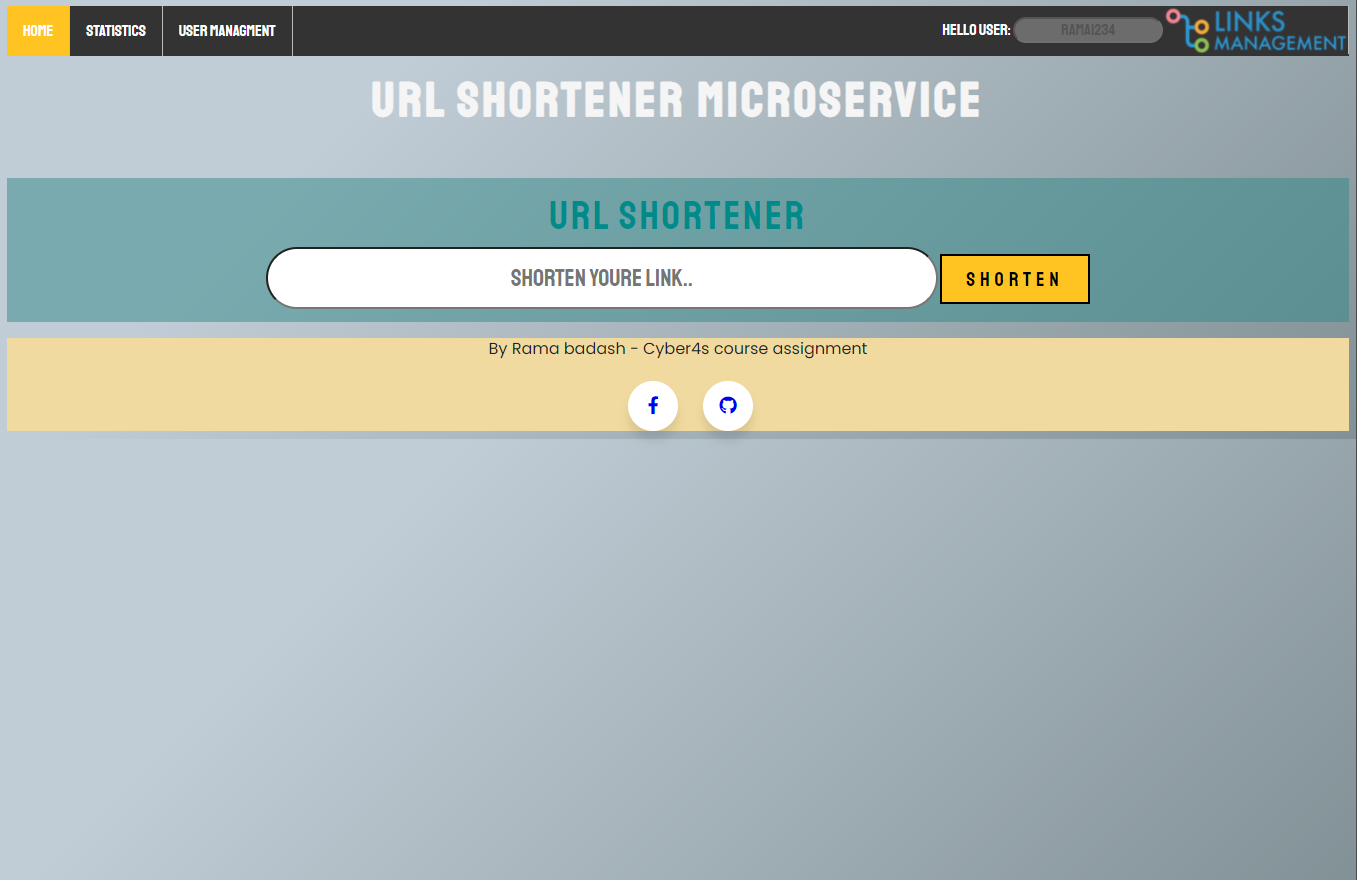 HOME STATISTICS USER MANAGMENT HELLO USER: RAMA1234 LINKS MANAGEMENT
URL SHORTENER MICROSERVICE
URL SHORTENER
SHORTEN YOURE LINK.. SHORTEN
By Rama badash - Cyber4s course assignment